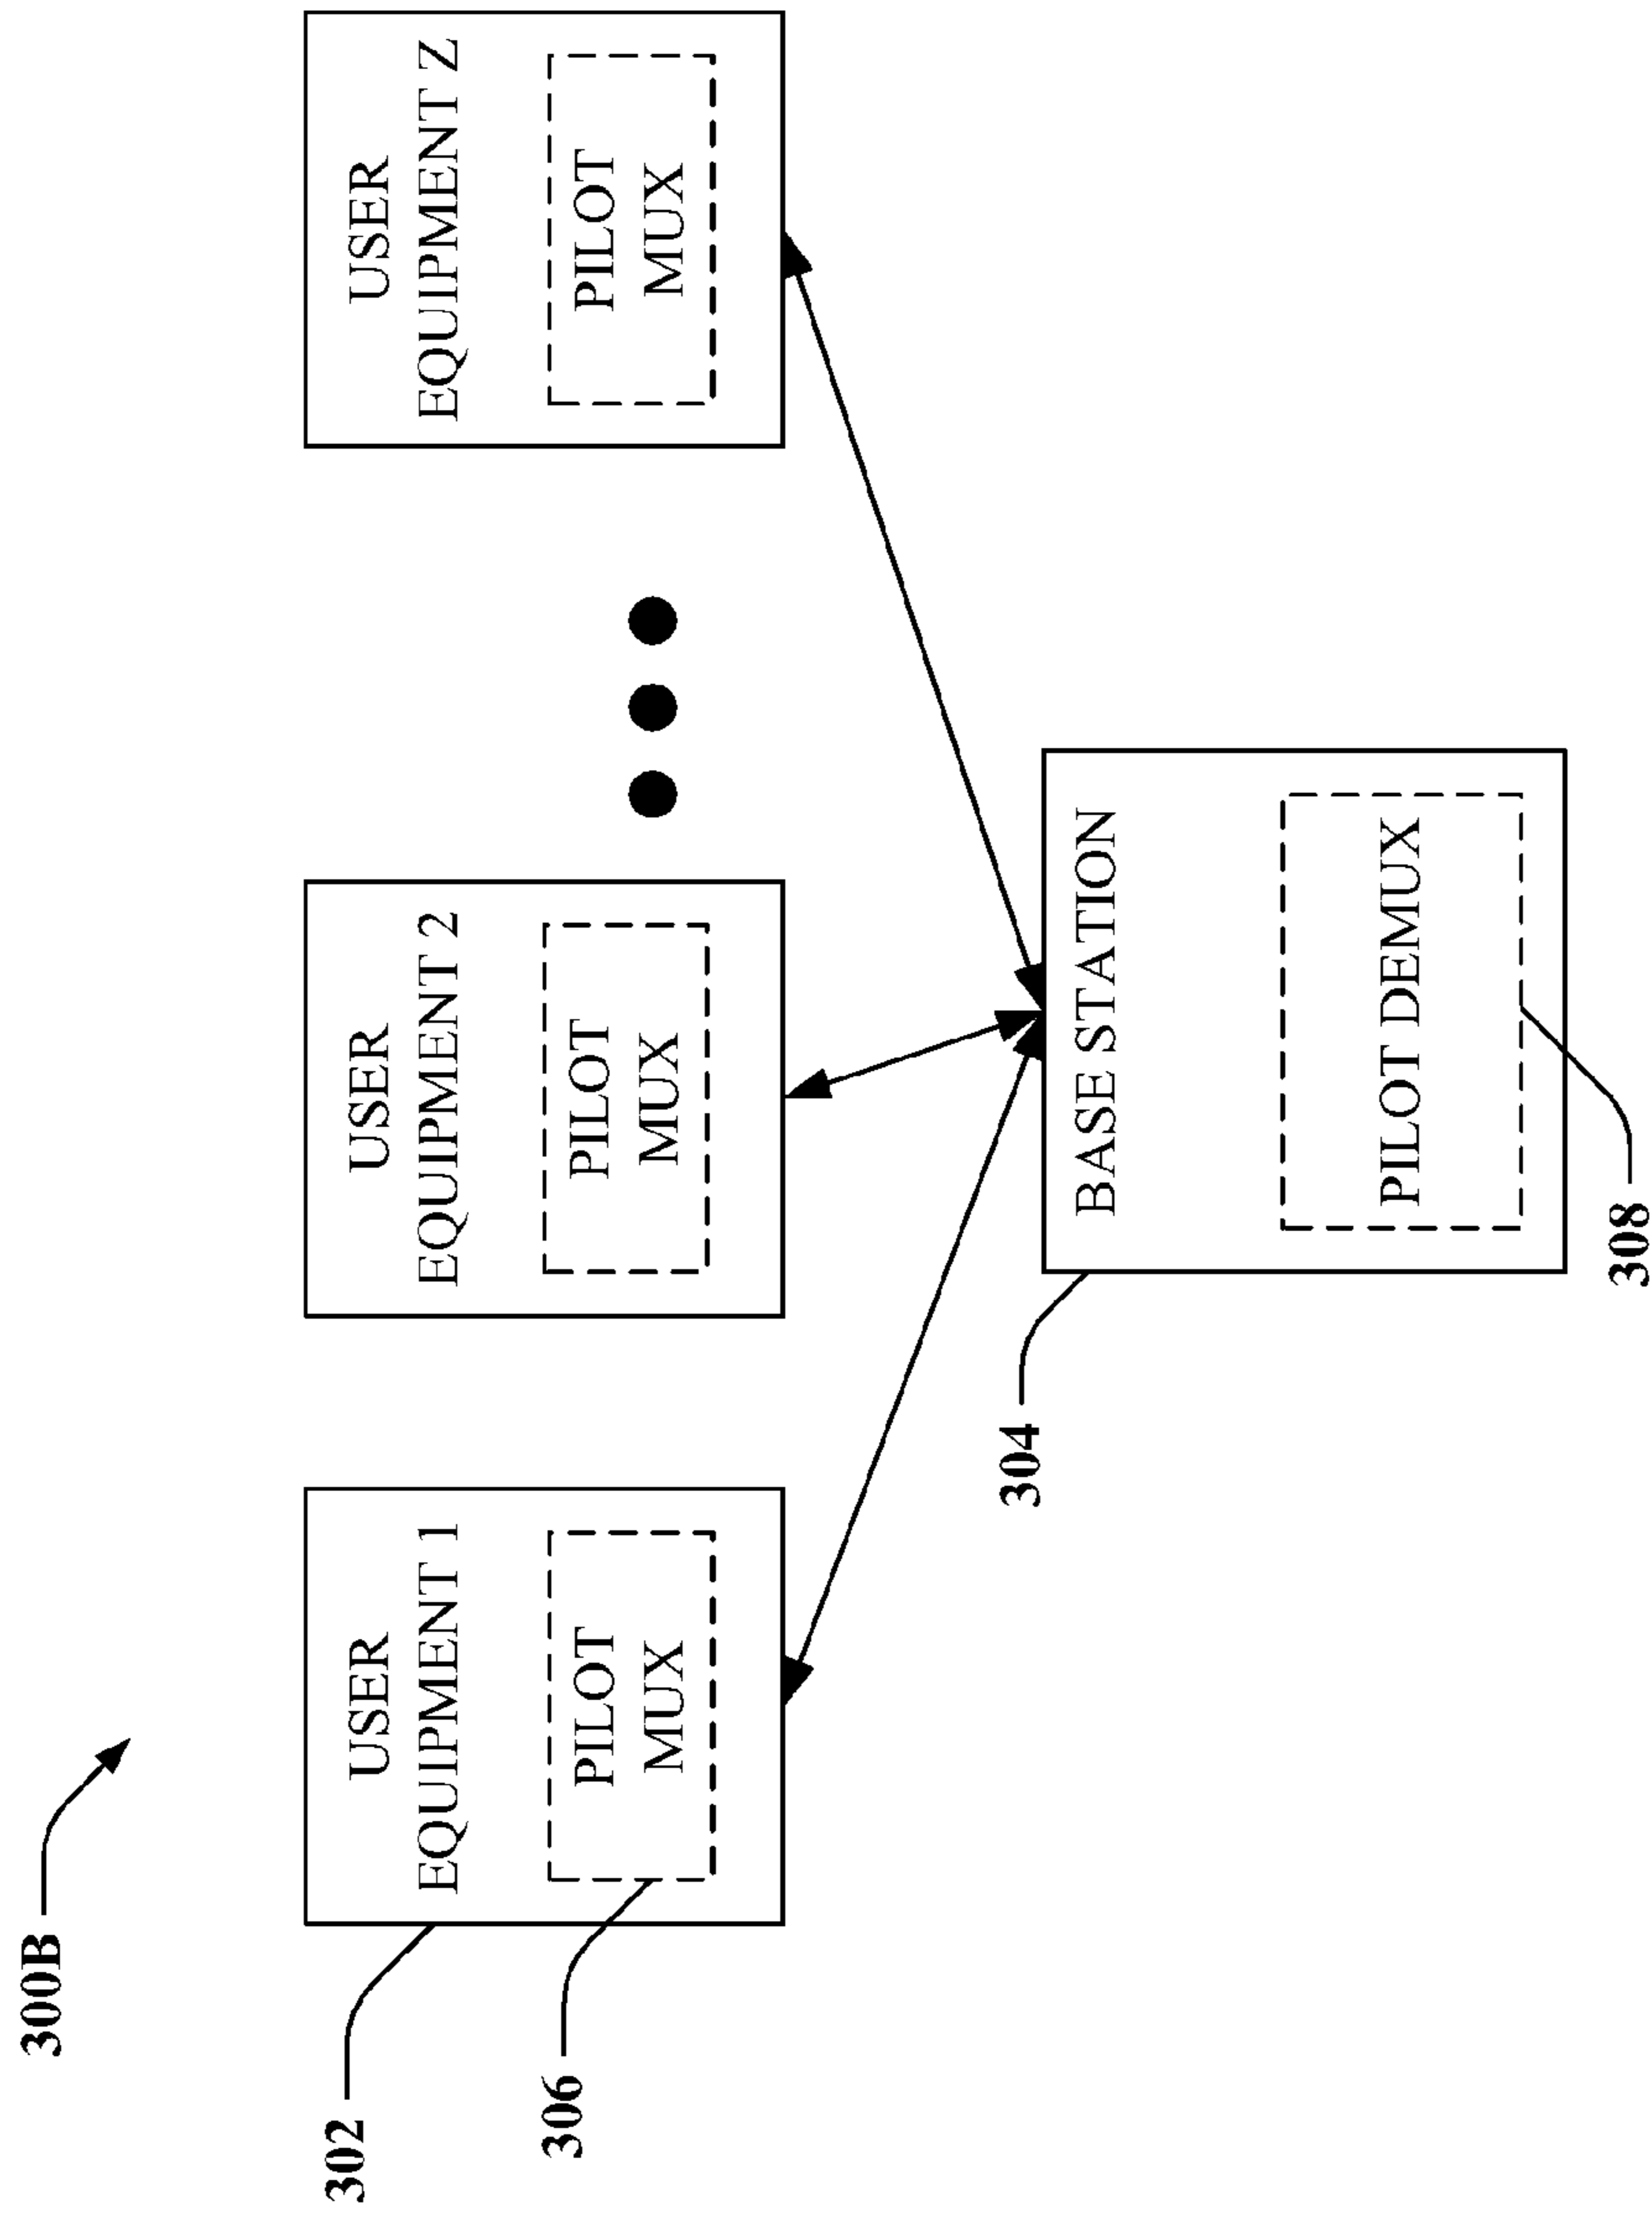 300B
302
USER
EQUIPMENT 1
306
PILOT
MUX
USER
EQUIPMENT 2
PILOT
MUX
USER
EQUIPMENT Z
PILOT
MUX
304
BASE STATION
PILOT DEMUX
308